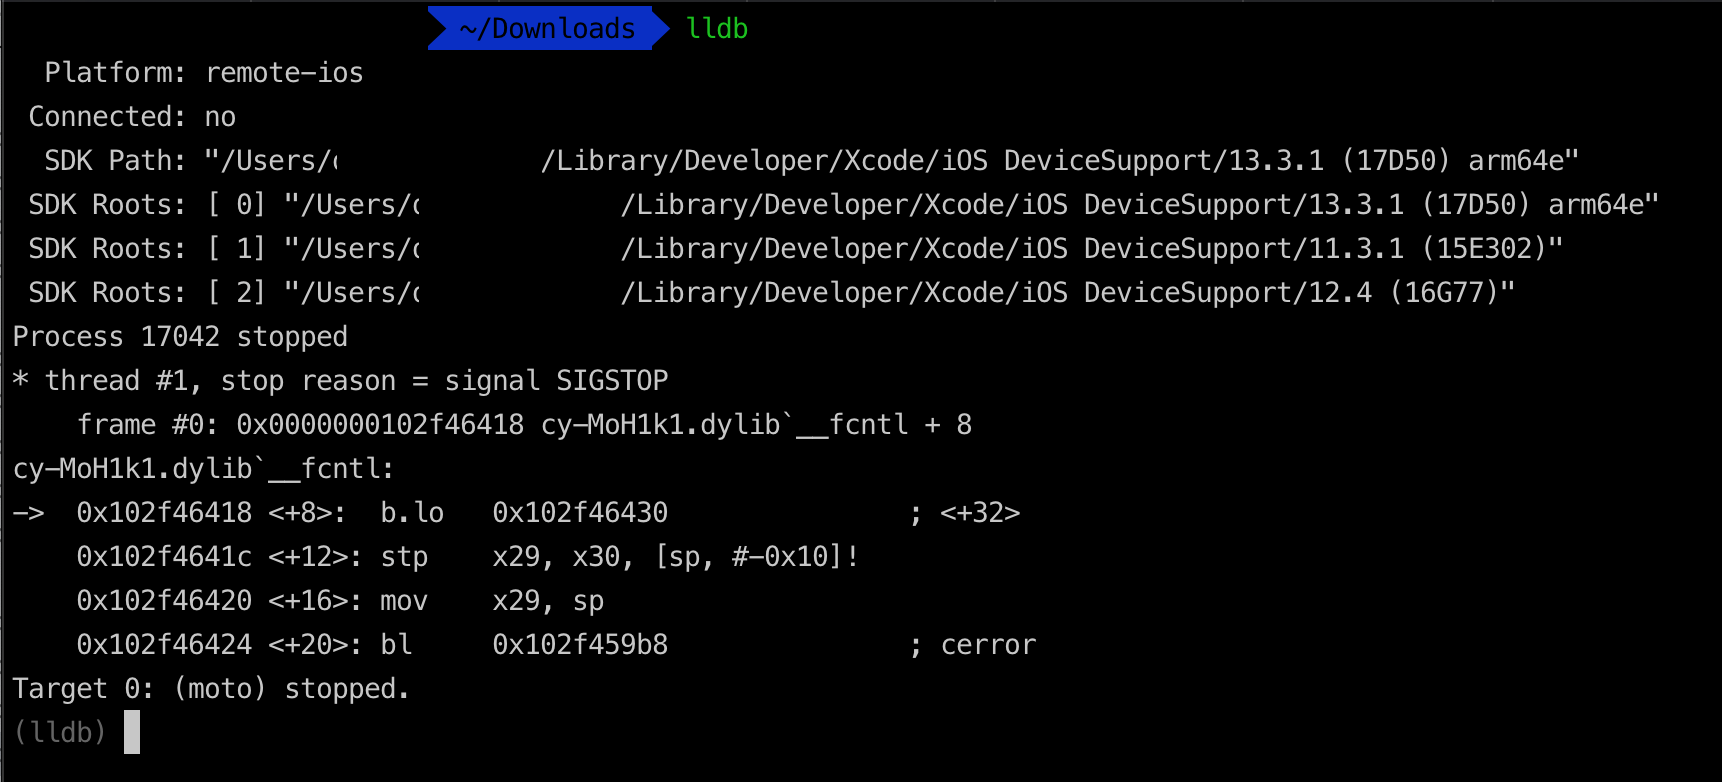 ~/Downloads lldb
Platform: remote-ios
Connected: no
SDK Path: "/Users/ /Library/Developer/Xcode/iOS DeviceSupport/13.3.1 (17D50) arm64e"
SDK Roots: [ 0] "/Users/ /Library/Developer/Xcode/iOS DeviceSupport/13.3.1 (17D50) arm64e"
SDK Roots: [ 1] "/Users/ /Library/Developer/Xcode/iOS DeviceSupport/11.3.1 (15E302)"
SDK Roots: [ 2] "/Users/ /Library/Developer/Xcode/iOS DeviceSupport/12.4 (16G77)"
Process 17042 stopped
* thread #1, stop reason = signal SIGSTOP
frame #0: 0x0000000102f46418 cy-MoH1k1.dylib`__fcntl + 8
cy-MoH1k1.dylib`__fcntl:
-> 0x102f46418 <+8>: b.lo 0x102f46430 ; <+32>
0x102f4641c <+12>: stp x29, x30, [sp, #-0x10]!
0x102f46420 <+16>: mov x29, sp
0x102f46424 <+20>: bl 0x102f459b8 ; cerror
Target 0: (moto) stopped.
(lldb)